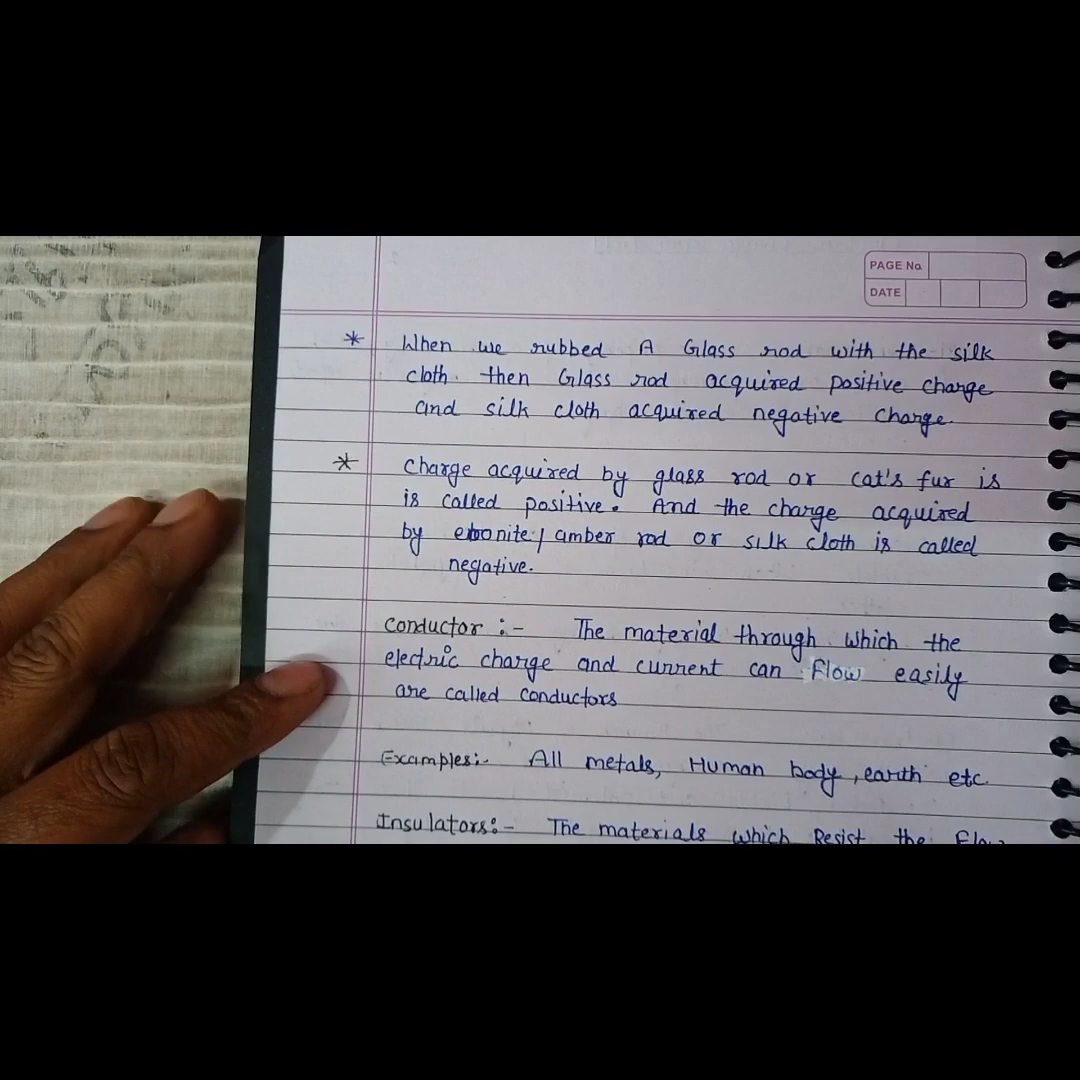 PAGE No.
DATE
* When we rubbed A Glass rod with the silk
cloth. then Glass rod acquired positive charge
and silk cloth acquired negative charge.
* charge acquired by glass rod or cat's fur is
is called positive. And the charge acquired
by ebonite / amber rod or silk cloth is called
negative.
conductor :- The material through which the
electric charge and current can flow easily
are called conductors
Examples:- All metals, Human body, earth etc.
Insulators:- The materials which Resist the Flow